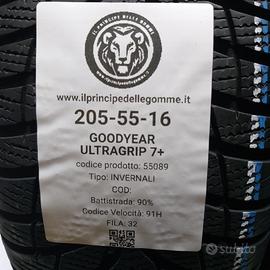 IL PRINCIPE DELLE GOMME
www.ilprincipedellegomme.it
205-55-16
GOODYEAR
ULTRAGRIP 7+
codice prodotto: 55089
Tipo: INVERNALI
COD:
Battistrada: 90%
Codice Velocità: 91H
FILA: 32
subito